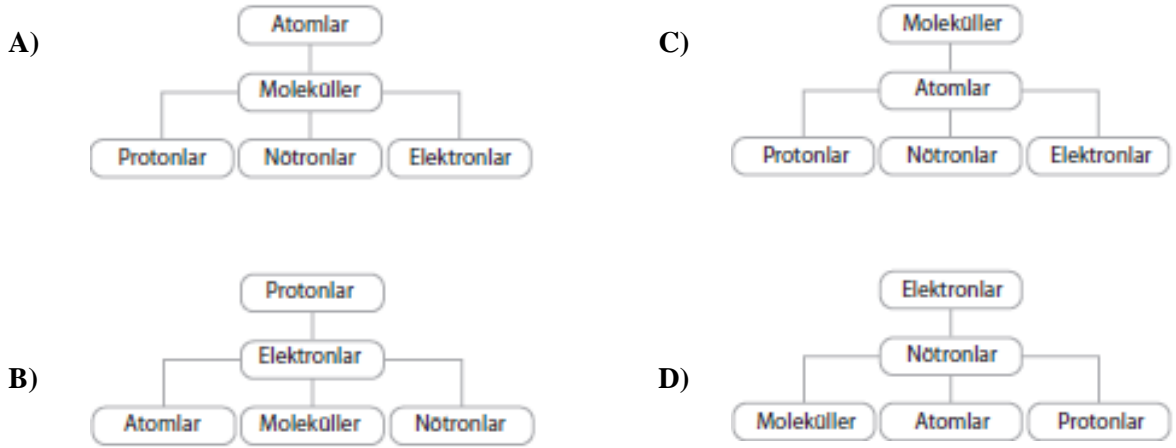 A)
Atomlar
Moleküller
Protonlar Nötronlar Elektronlar
C)
Moleküller
Atomlar
Protonlar Nötronlar Elektronlar
B)
Protonlar
Elektronlar
Atomlar Moleküller Nötronlar
D)
Elektronlar
Nötronlar
Moleküller Atomlar Protonlar